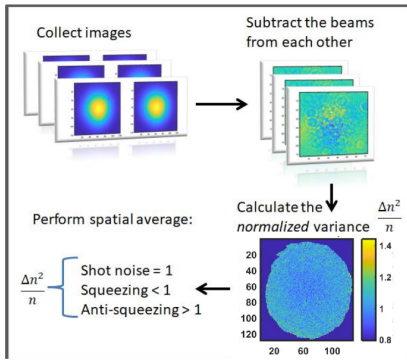 Collect images
Subtract the beams
from each other
Calculate the
normalized variance
Δn²
n
1.4
1.2
1
0.8
20
40
60
80
100
120
20
60
100
Perform spatial average:
Δn²
n
Shot noise = 1
Squeezing < 1
Anti-squeezing > 1